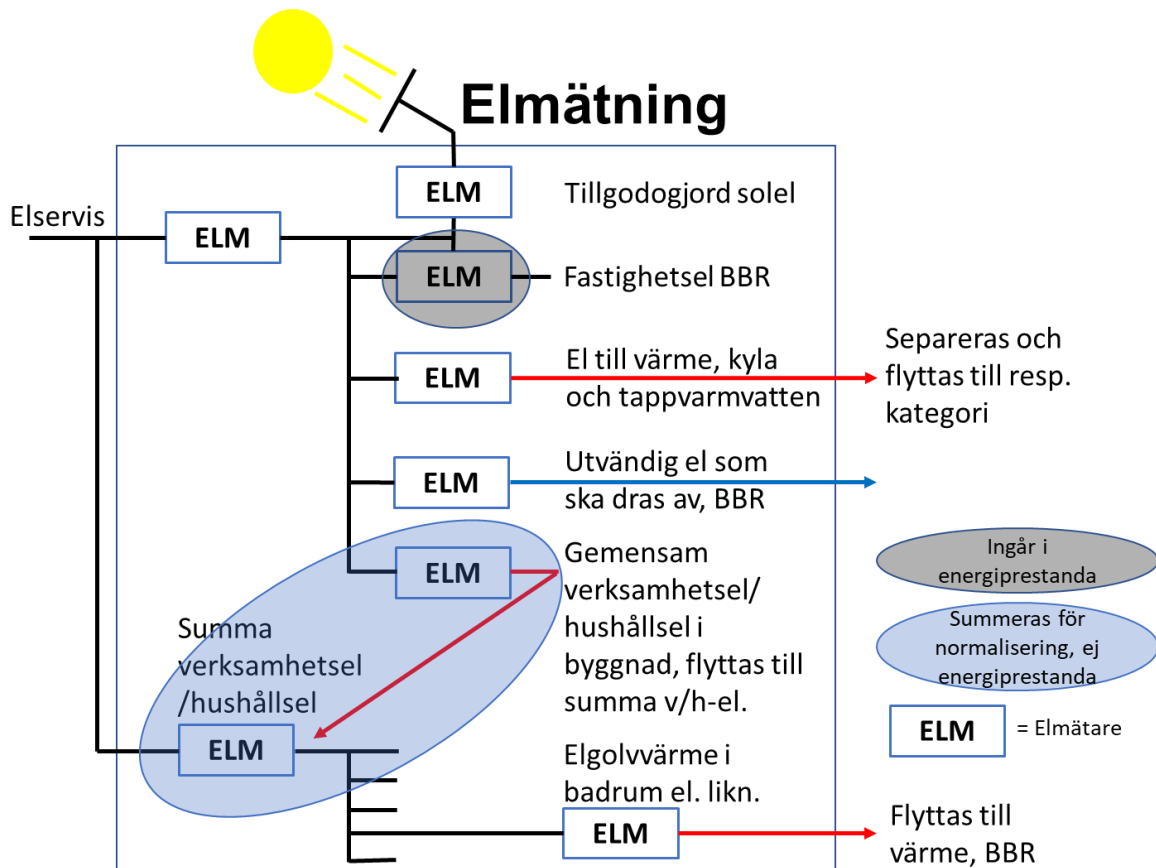 Elmätning
ELM
Tillgodogjord solel
Elservis
ELM
ELM
Fastighetsel BBR
ELM
El till värme, kyla
och tappvarmvatten
Separeras och
flyttas till resp.
kategori
ELM
Utvändig el som
ska dras av, BBR
ELM
Gemensam
verksamhetsel/
hushållsel i
byggnad, flyttas till
summa v/h-el.
Ingår i
energiprestanda
Summeras för
normalisering, ej
energiprestanda
Summa
verksamhetsel
/hushållsel
ELM
ELM
= Elmätare
Elgolvvärme i
badrum el. likn.
ELM
Flyttas till
värme, BBR